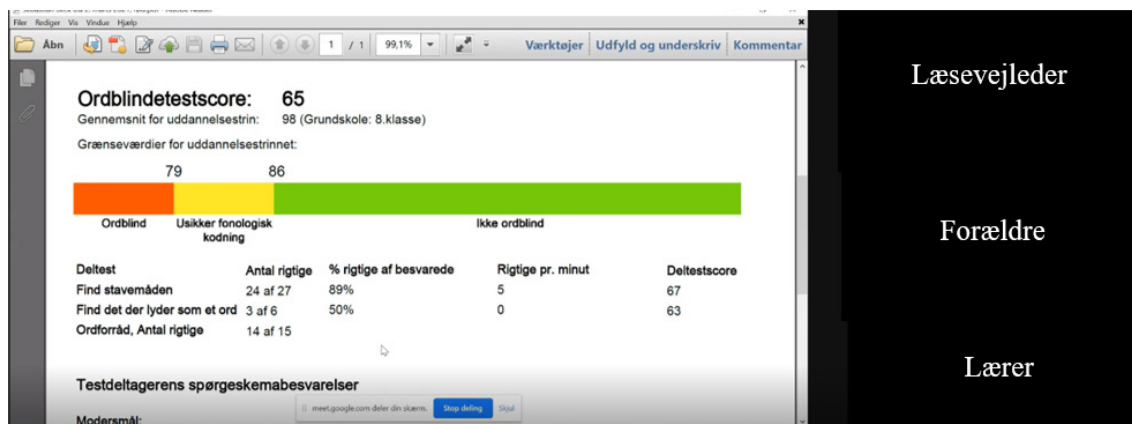 Filer Rediger Vis Vindue Hjælp
Åbn 1 / 1 99,1% Værktøjer Udfyld og underskriv Kommentar
Ordblindetestscore: 65
Gennemsnit for uddannelsestrin: 98 (Grundskole: 8.klasse)
Grænseværdier for uddannelsestrinnet:
79 86
Ordblind Usikker fonologisk Ikke ordblind
kodning
Deltest Antal rigtige % rigtige af besvarede Rigtige pr. minut Deltestscore
Find stavemåden 24 af 27 89% 5 67
Find det der lyder som et ord 3 af 6 50% 0 63
Ordforråd, Antal rigtige 14 af 15
Testdeltagerens spørgeskemabesvarelser
meet.google.com deler din skærm. Stop deling Skjul
Modersmål:
Læsevejleder
Forældre
Lærer